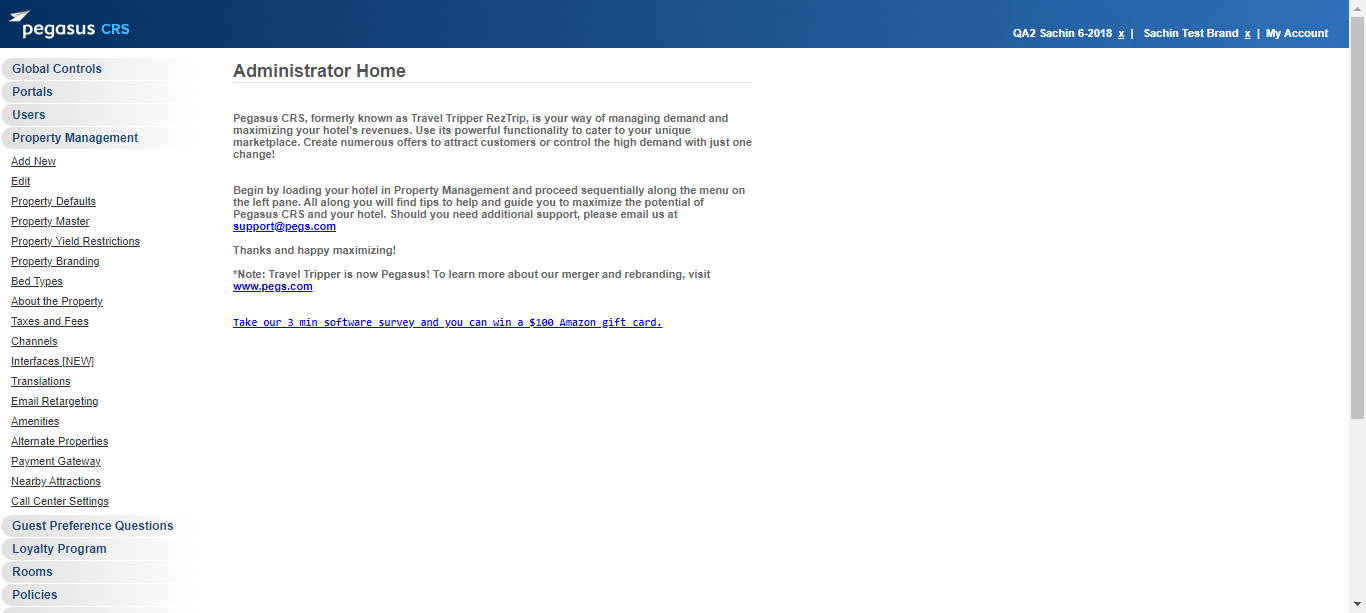 pegasus CRS
QA2 Sachin 6-2018 x | Sachin Test Brand x | My Account
Global Controls
Portals
Users
Property Management
Add New
Edit
Property Defaults
Property Master
Property Yield Restrictions
Property Branding
Bed Types
About the Property
Taxes and Fees
Channels
Interfaces [NEW]
Translations
Email Retargeting
Amenities
Alternate Properties
Payment Gateway
Nearby Attractions
Call Center Settings
Guest Preference Questions
Loyalty Program
Rooms
Policies
Administrator Home
Pegasus CRS, formerly known as Travel Tripper RezTrip, is your way of managing demand and
maximizing your hotel's revenues. Use its powerful functionality to cater to your unique
marketplace. Create numerous offers to attract customers or control the high demand with just one
change!
Begin by loading your hotel in Property Management and proceed sequentially along the menu on
the left pane. All along you will find tips to help and guide you to maximize the potential of
Pegasus CRS and your hotel. Should you need additional support, please email us at
support@pegs.com
Thanks and happy maximizing!
*Note: Travel Tripper is now Pegasus! To learn more about our merger and rebranding, visit
www.pegs.com
Take our 3 min software survey and you can win a $100 Amazon gift card.